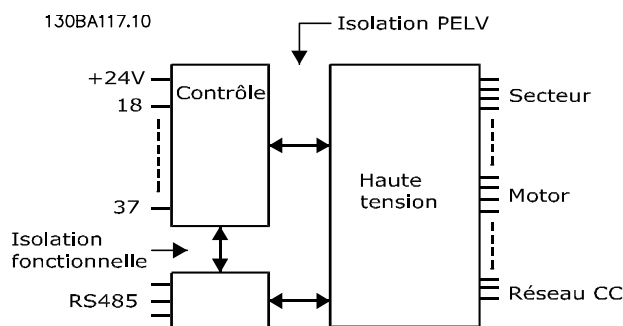 130BA117.10
Isolation PELV
+24V
Contrôle
18
37
Haute
tension
Secteur
Motor
Réseau CC
Isolation
fonctionnelle
RS485